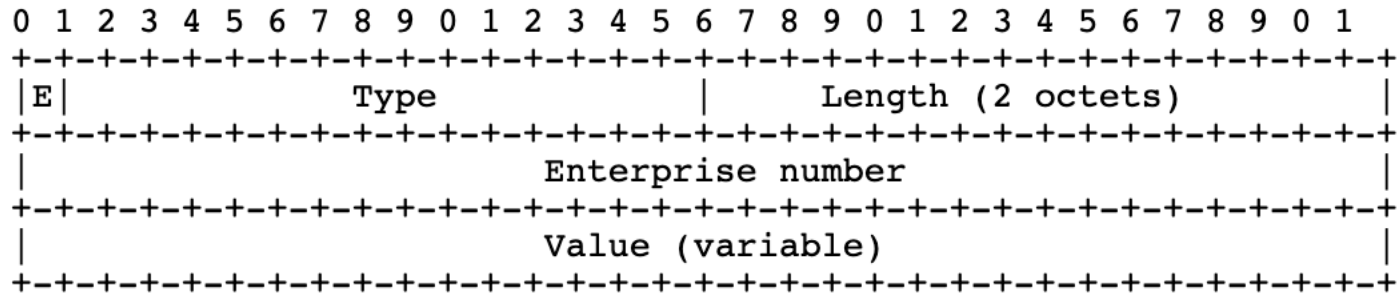 0 1 2 3 4 5 6 7 8 9 0 1 2 3 4 5 6 7 8 9 0 1 2 3 4 5 6 7 8 9 0 1
+-+-+-+-+-+-+-+-+-+-+-+-+-+-+-+-+-+-+-+-+-+-+-+-+-+-+-+-+-+-+-+-+
|E|             Type             |     Length (2 octets)         |
+-+-+-+-+-+-+-+-+-+-+-+-+-+-+-+-+-+-+-+-+-+-+-+-+-+-+-+-+-+-+-+-+
|                        Enterprise number                      |
+-+-+-+-+-+-+-+-+-+-+-+-+-+-+-+-+-+-+-+-+-+-+-+-+-+-+-+-+-+-+-+-+
|                        Value (variable)                       |
+-+-+-+-+-+-+-+-+-+-+-+-+-+-+-+-+-+-+-+-+-+-+-+-+-+-+-+-+-+-+-+-+